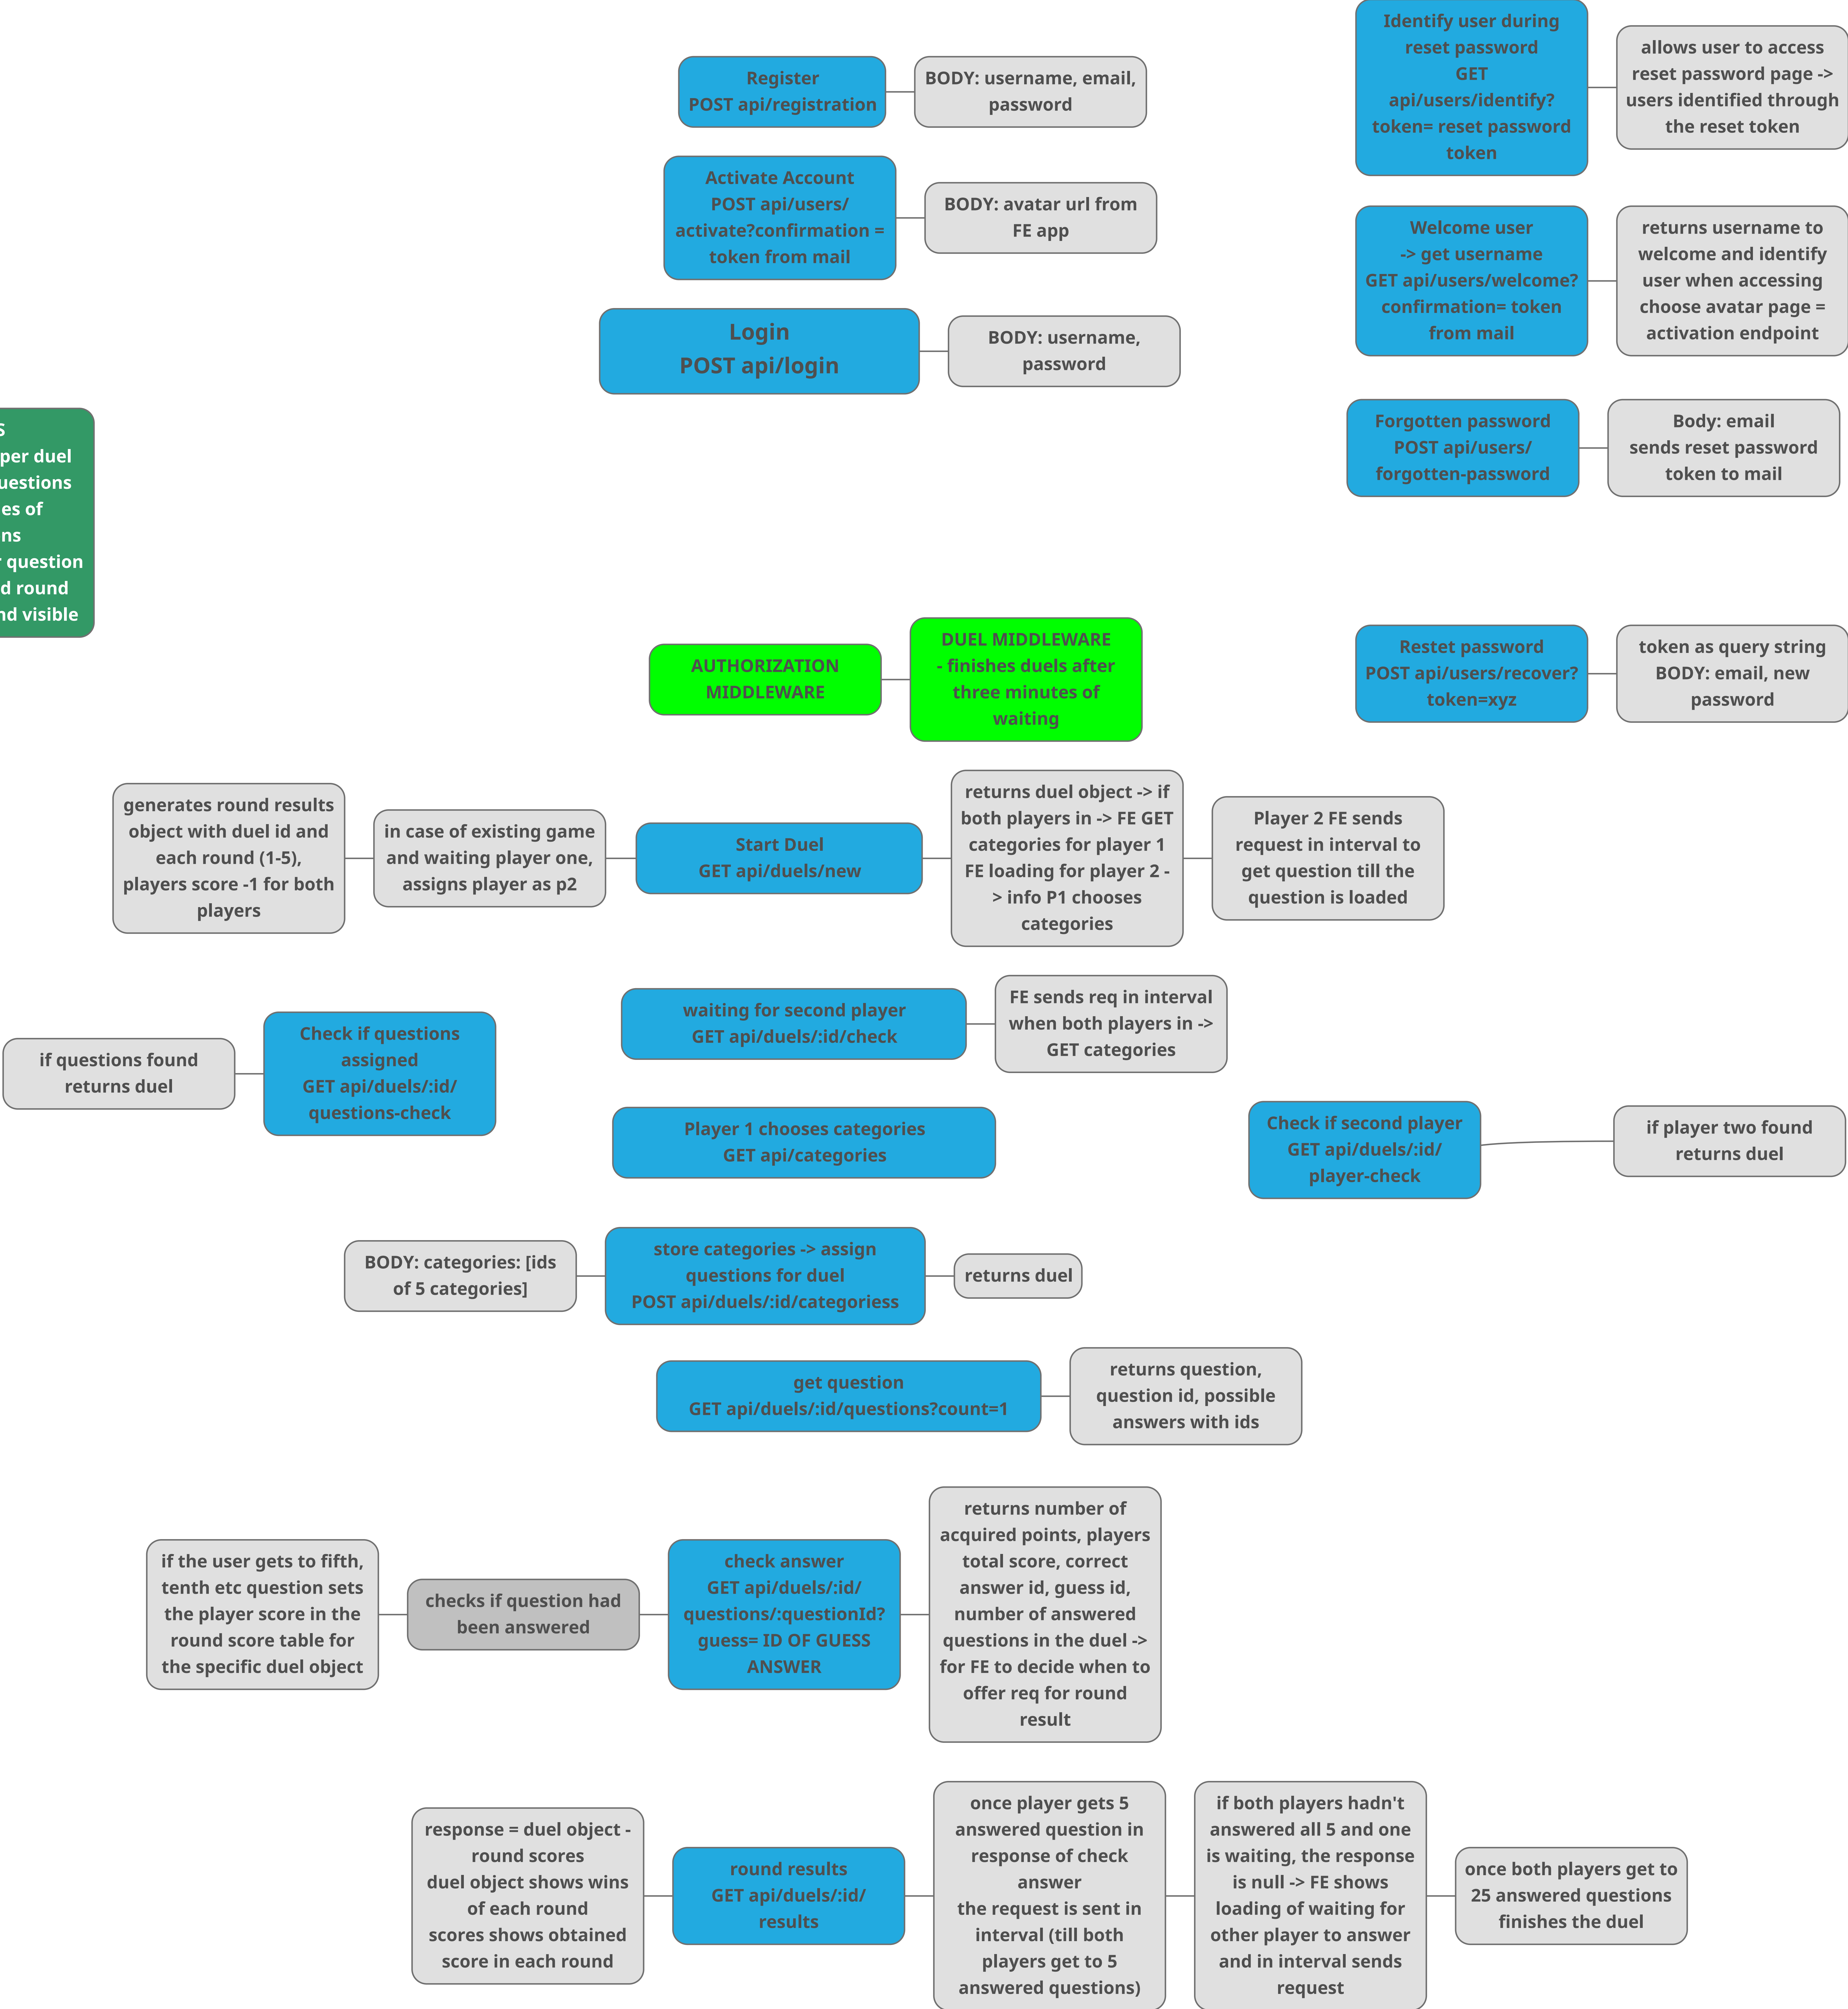 Identify user during
reset password
GET
api/users/identify?
token= reset password
token
allows user to access
reset password page ->
users identified through
the reset token
Register
POST api/registration
BODY: username, email,
password
Activate Account
POST api/users/
activate?confirmation =
token from mail
BODY: avatar url from
FE app
Welcome user
-> get username
GET api/users/welcome?
confirmation= token
from mail
returns username to
welcome and identify
user when accessing
choose avatar page =
activation endpoint
Login
POST api/login
BODY: username,
password
Forgotten password
POST api/users/
forgotten-password
Body: email
sends reset password
token to mail
S
per duel
uestions
es of
ns
r question
d round
nd visible
AUTHORIZATION
MIDDLEWARE
DUEL MIDDLEWARE
- finishes duels after
three minutes of
waiting
Restet password
POST api/users/recover?
token=xyz
token as query string
BODY: email, new
password
generates round results
object with duel id and
each round (1-5),
players score -1 for both
players
in case of existing game
and waiting player one,
assigns player as p2
Start Duel
GET api/duels/new
returns duel object -> if
both players in -> FE GET
categories for player 1
FE loading for player 2 -
> info P1 chooses
categories
Player 2 FE sends
request in interval to
get question till the
question is loaded
waiting for second player
GET api/duels/:id/check
FE sends req in interval
when both players in ->
GET categories
if questions found
returns duel
Check if questions
assigned
GET api/duels/:id/
questions-check
Player 1 chooses categories
GET api/categories
Check if second player
GET api/duels/:id/
player-check
if player two found
returns duel
BODY: categories: [ids
of 5 categories]
store categories -> assign
questions for duel
POST api/duels/:id/categoriess
returns duel
get question
GET api/duels/:id/questions?count=1
returns question,
question id, possible
answers with ids
if the user gets to fifth,
tenth etc question sets
the player score in the
round score table for
the specific duel object
checks if question had
been answered
check answer
GET api/duels/:id/
questions/:questionId?
guess= ID OF GUESS
ANSWER
returns number of
acquired points, players
total score, correct
answer id, guess id,
number of answered
questions in the duel ->
for FE to decide when to
offer req for round
result
response = duel object -
round scores
duel object shows wins
of each round
scores shows obtained
score in each round
round results
GET api/duels/:id/
results
once player gets 5
answered question in
response of check
answer
the request is sent in
interval (till both
players get to 5
answered questions)
if both players hadn't
answered all 5 and one
is waiting, the response
is null -> FE shows
loading of waiting for
other player to answer
and in interval sends
request
once both players get to
25 answered questions
finishes the duel